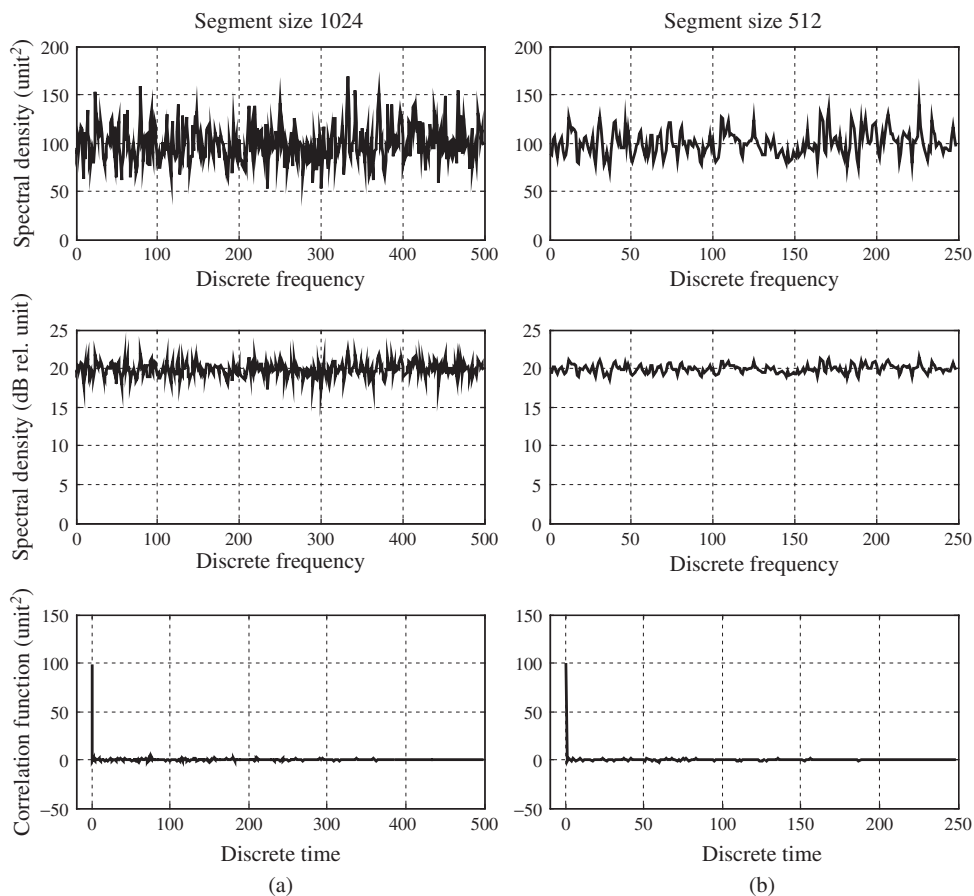 Segment size 1024
Segment size 512
Spectral density (unit²)
200
150
100
50
0
0 100 200 300 400 500
Discrete frequency
200
150
100
50
0
0 50 100 150 200 250
Discrete frequency
Spectral density (dB rel. unit)
25
20
15
10
5
0
0 100 200 300 400 500
Discrete frequency
25
20
15
10
5
0
0 50 100 150 200 250
Discrete frequency
Correlation function (unit²)
150
100
50
0
−50
0 100 200 300 400 500
Discrete time
(a)
150
100
50
0
−50
0 50 100 150 200 250
Discrete time
(b)